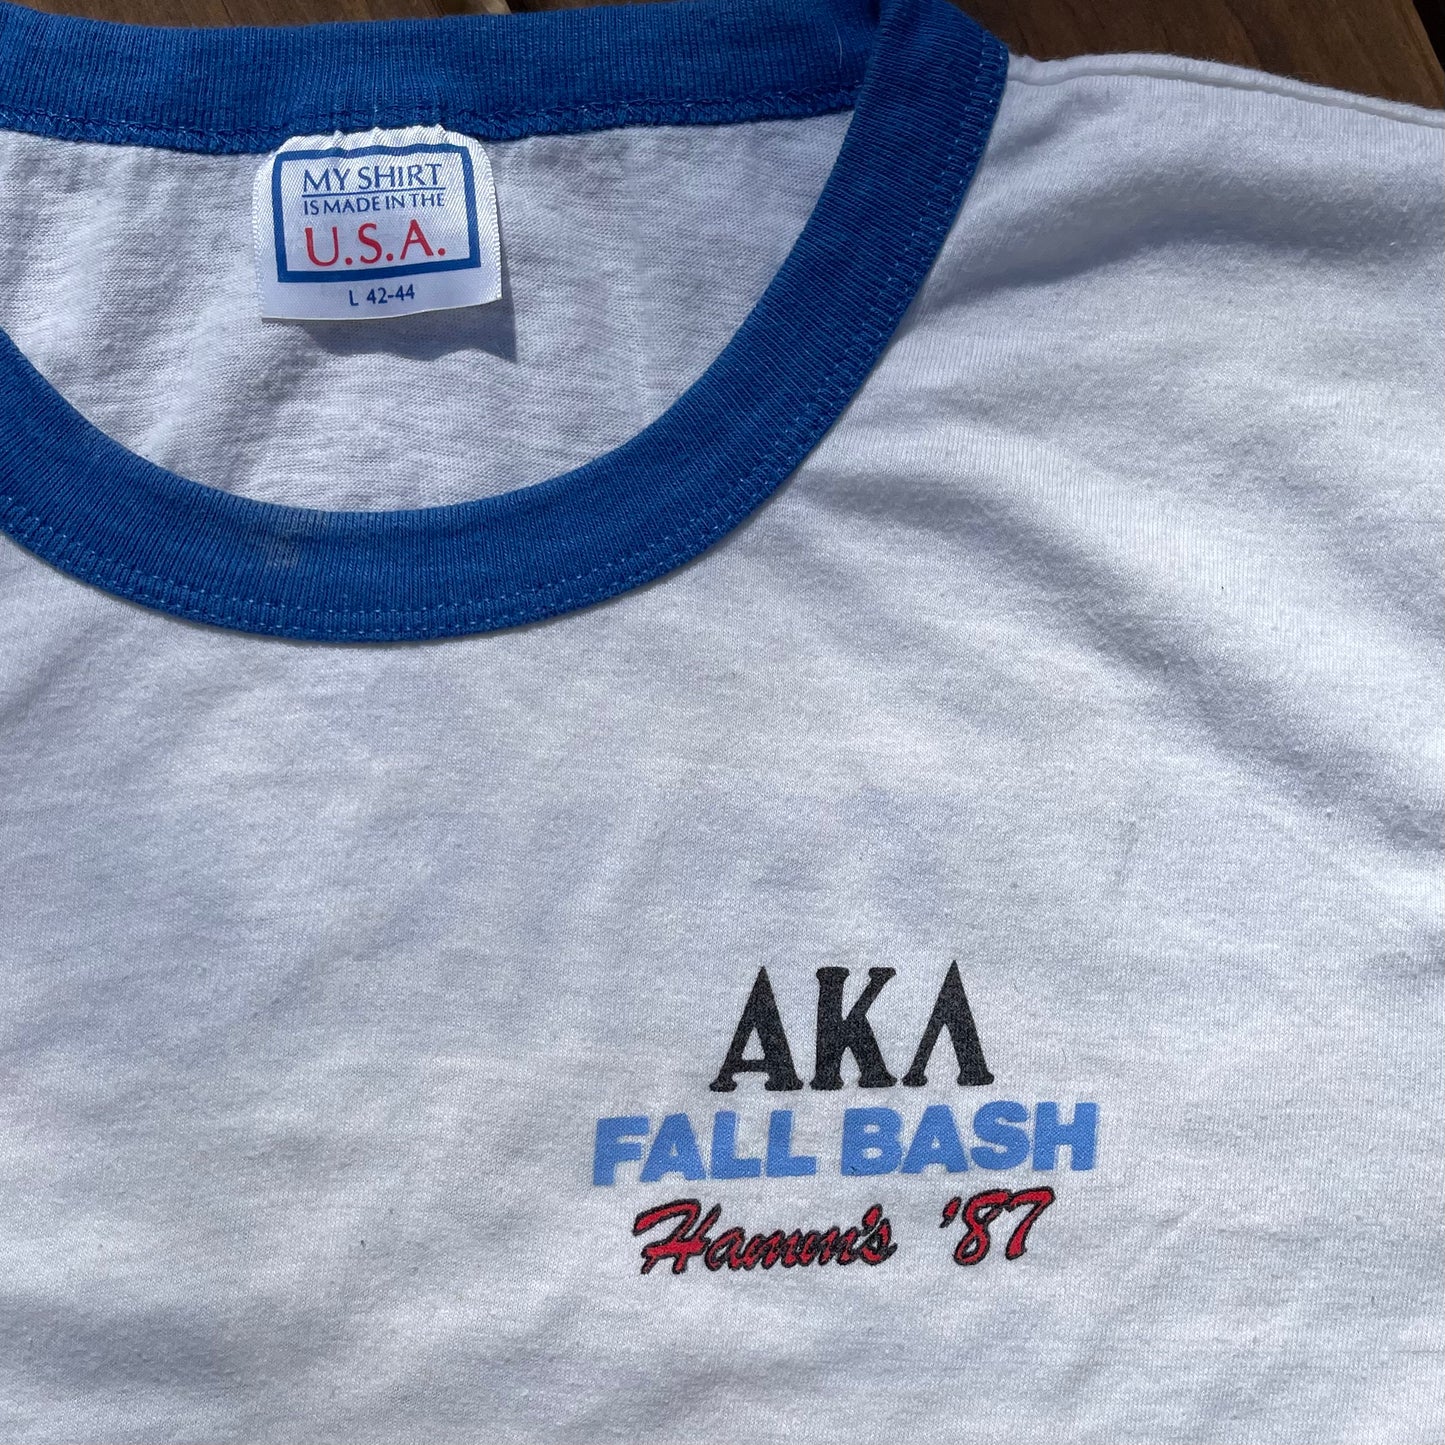 MY SHIRT
IS MADE IN THE
U.S.A.
L 42-44
ΑΚΛ
FALL BASH
Hamm's '87